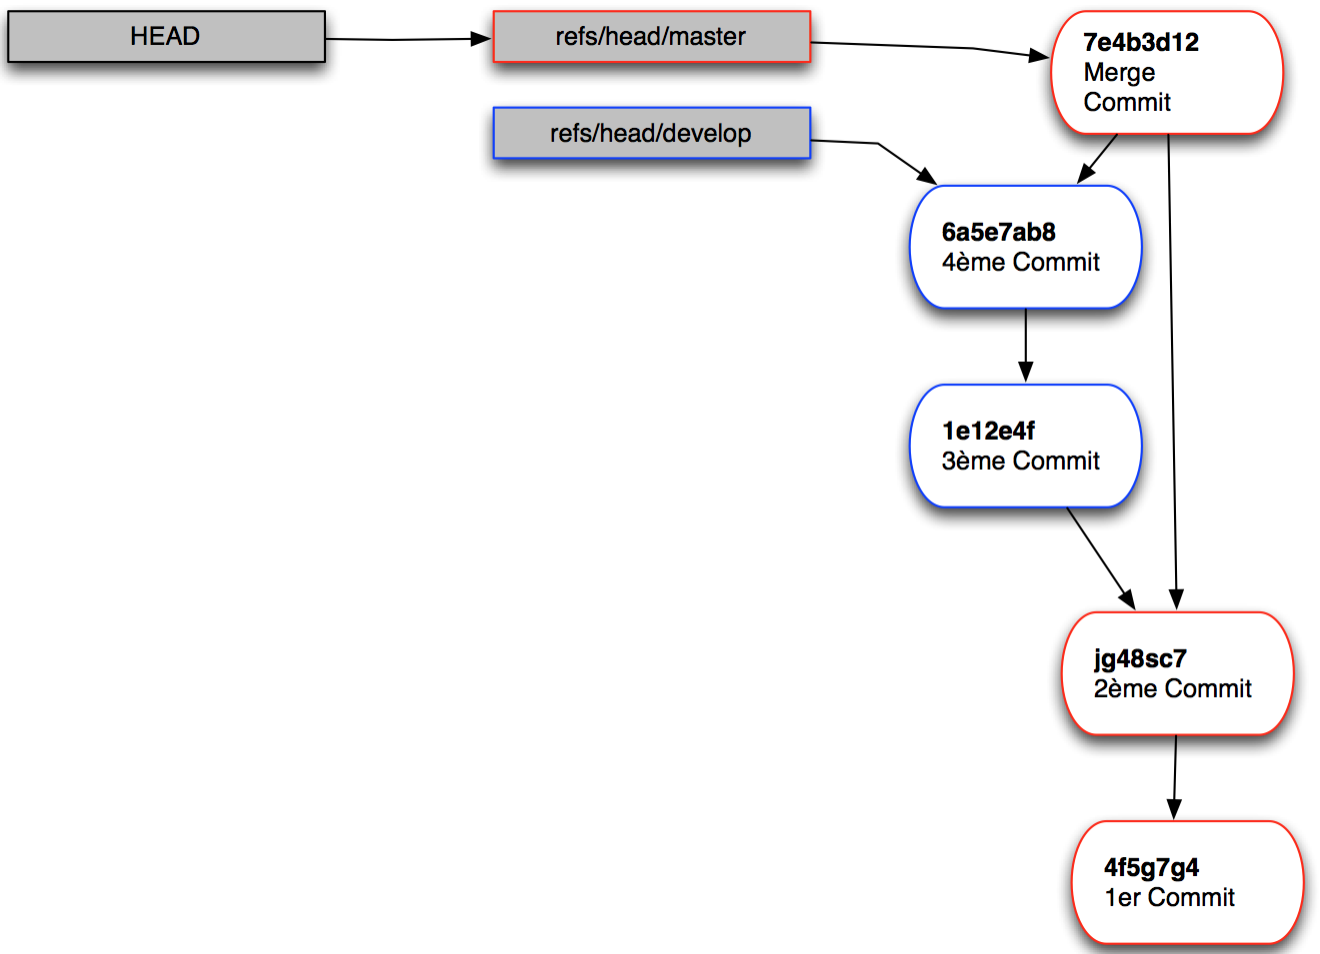 HEAD
refs/head/master
7e4b3d12
Merge
Commit
refs/head/develop
6a5e7ab8
4ème Commit
1e12e4f
3ème Commit
jg48sc7
2ème Commit
4f5g7g4
1er Commit